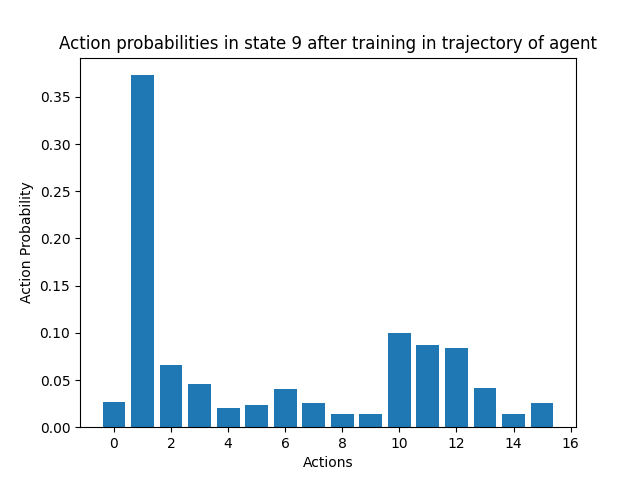 Action probabilities in state 9 after training in trajectory of agent
0.35
0.30
0.25
0.20
0.15
0.10
0.05
0.00
Action Probability
0 2 4 6 8 10 12 14 16
Actions